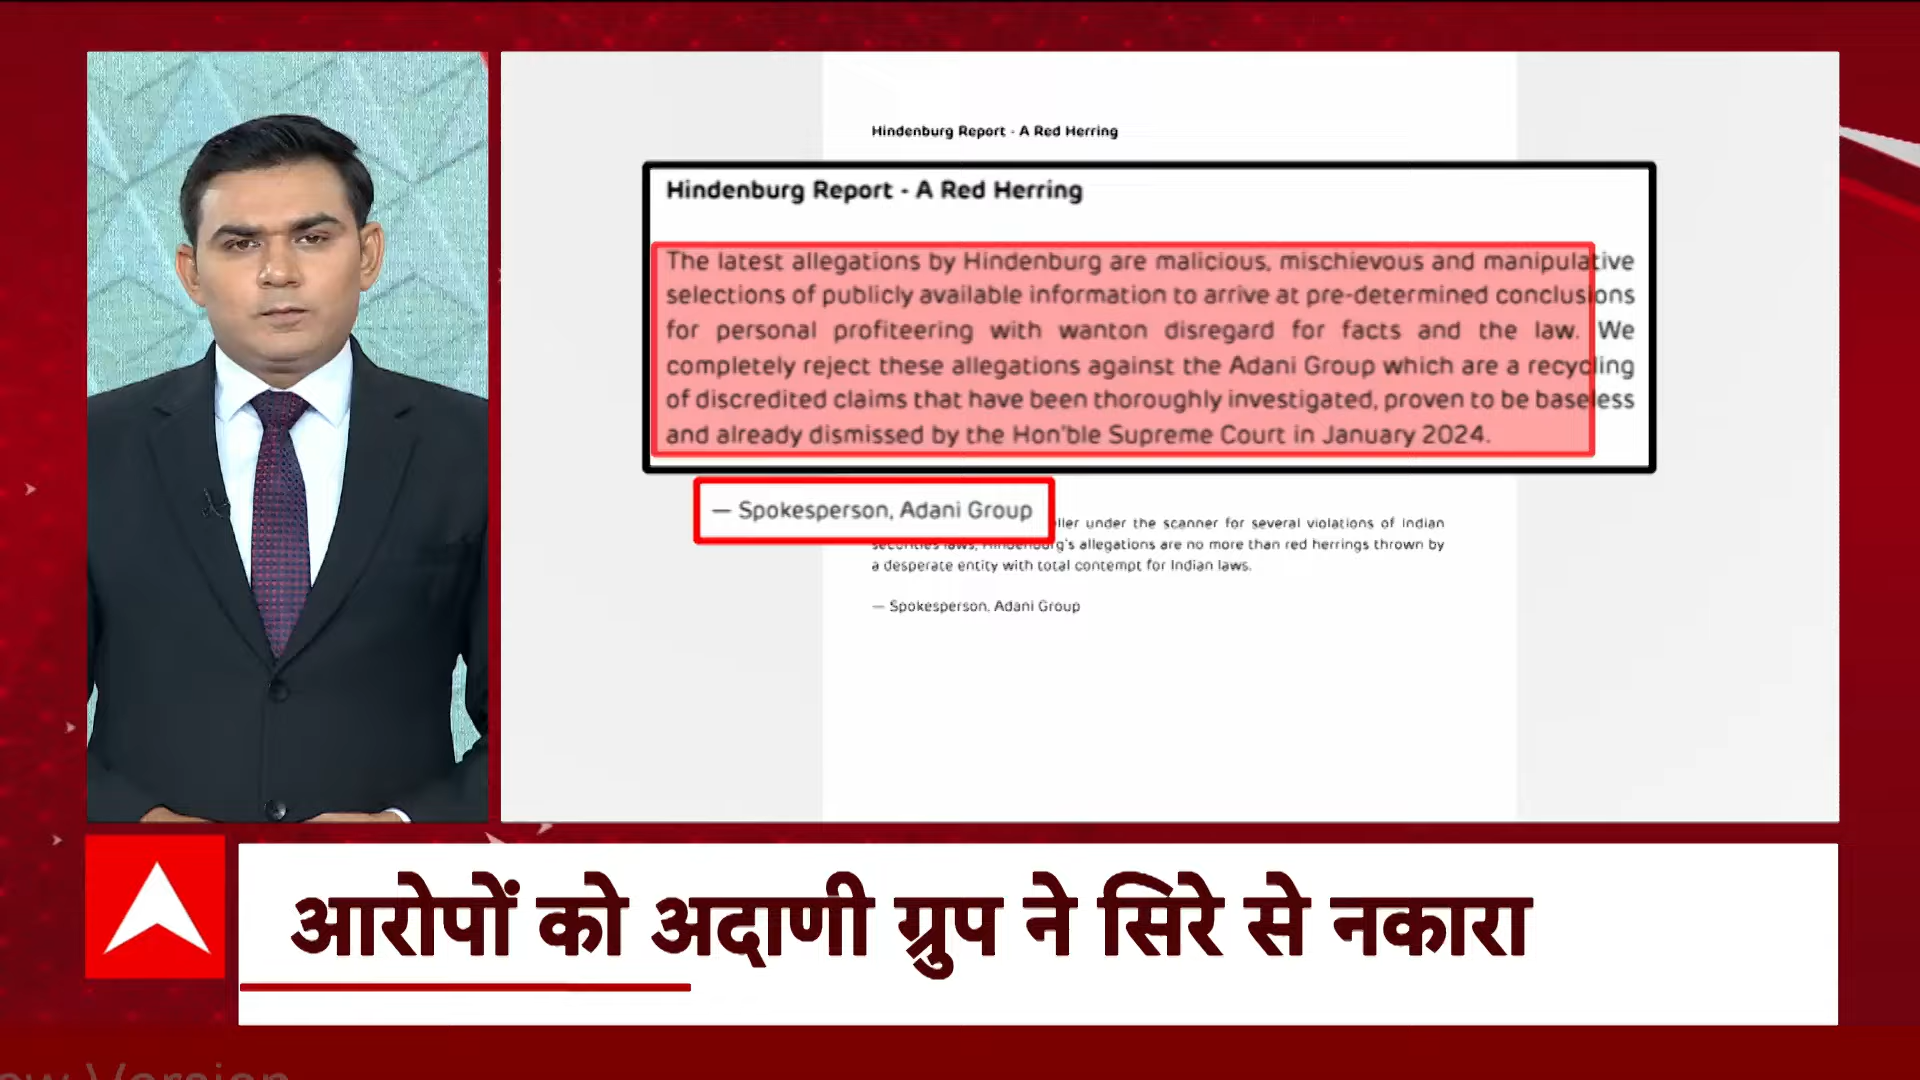 Hindenburg Report - A Red Herring
Hindenburg Report - A Red Herring
The latest allegations by Hindenburg are malicious, mischievous and manipulative
selections of publicly available information to arrive at pre-determined conclusions
for personal profiteering with wanton disregard for facts and the law. We
completely reject these allegations against the Adani Group which are a recycling
of discredited claims that have been thoroughly investigated, proven to be baseless
and already dismissed by the Hon'ble Supreme Court in January 2024.
— Spokesperson, Adani Group
under the scanner for several violations of Indian
allegations are no more than red herrings thrown by
a desperate entity with total contempt for Indian laws.
— Spokesperson, Adani Group
आरोपों को अदाणी ग्रुप ने सिरे से नकारा